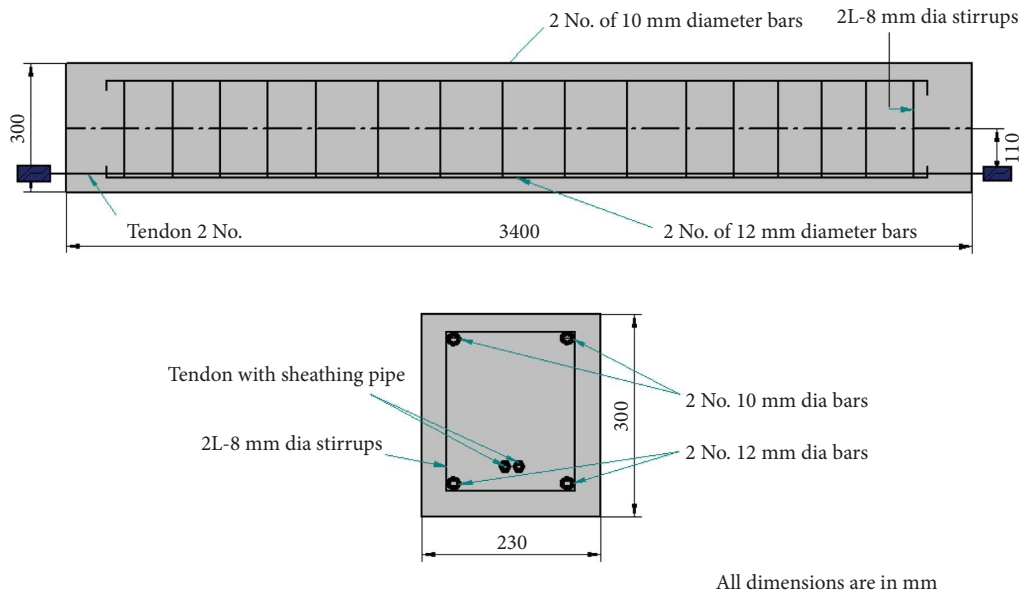 2 No. of 10 mm diameter bars
2L-8 mm dia stirrups
300
110
Tendon 2 No.
3400
2 No. of 12 mm diameter bars
Tendon with sheathing pipe
2 No. 10 mm dia bars
300
2L-8 mm dia stirrups
2 No. 12 mm dia bars
230
All dimensions are in mm